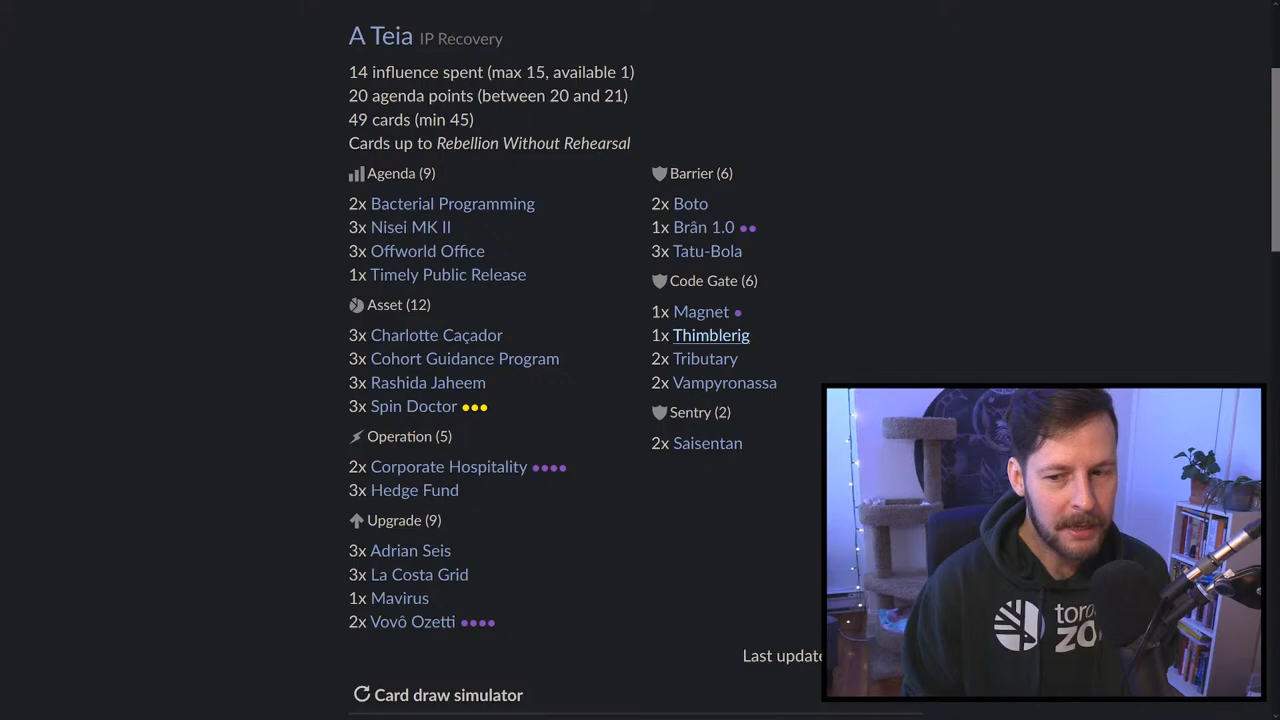 A Teia IP Recovery
14 influence spent (max 15, available 1)
20 agenda points (between 20 and 21)
49 cards (min 45)
Cards up to Rebellion Without Rehearsal
Agenda (9)
2x Bacterial Programming
3x Nisei MK II
3x Offworld Office
1x Timely Public Release
Asset (12)
3x Charlotte Caçador
3x Cohort Guidance Program
3x Rashida Jaheem
3x Spin Doctor
Operation (5)
2x Corporate Hospitality
3x Hedge Fund
Upgrade (9)
3x Adrian Seis
3x La Costa Grid
1x Mavirus
2x Vovô Ozetti
Barrier (6)
2x Boto
1x Brân 1.0
3x Tatu-Bola
Code Gate (6)
1x Magnet
1x Thimblerig
2x Tributary
2x Vampyronassa
Sentry (2)
2x Saisentan
Last update
Card draw simulator